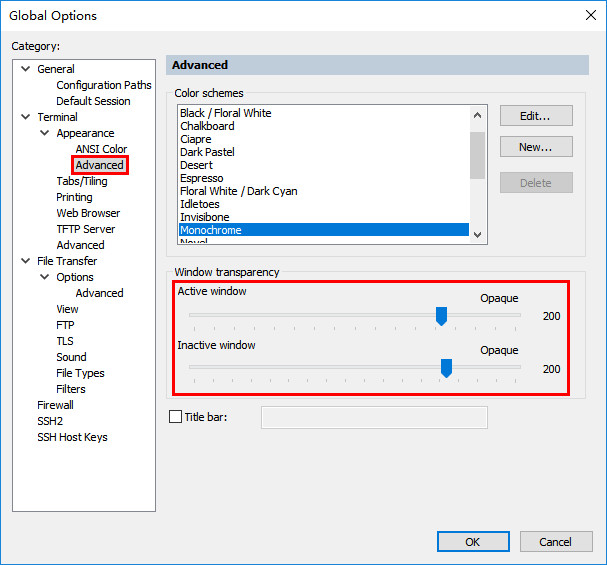 Global Options
Category:
General
Configuration Paths
Default Session
Terminal
Appearance
ANSI Color
Advanced
Tabs/Tiling
Printing
Web Browser
TFTP Server
Advanced
File Transfer
Options
Advanced
View
FTP
TLS
Sound
File Types
Filters
Firewall
SSH2
SSH Host Keys
Advanced
Color schemes
Black / Floral White
Chalkboard
Ciapre
Dark Pastel
Desert
Espresso
Floral White / Dark Cyan
Idletoes
Invisibone
Monochrome
Novel
Edit...
New...
Delete
Window transparency
Active window
Opaque
200
Inactive window
Opaque
200
Title bar:
OK
Cancel